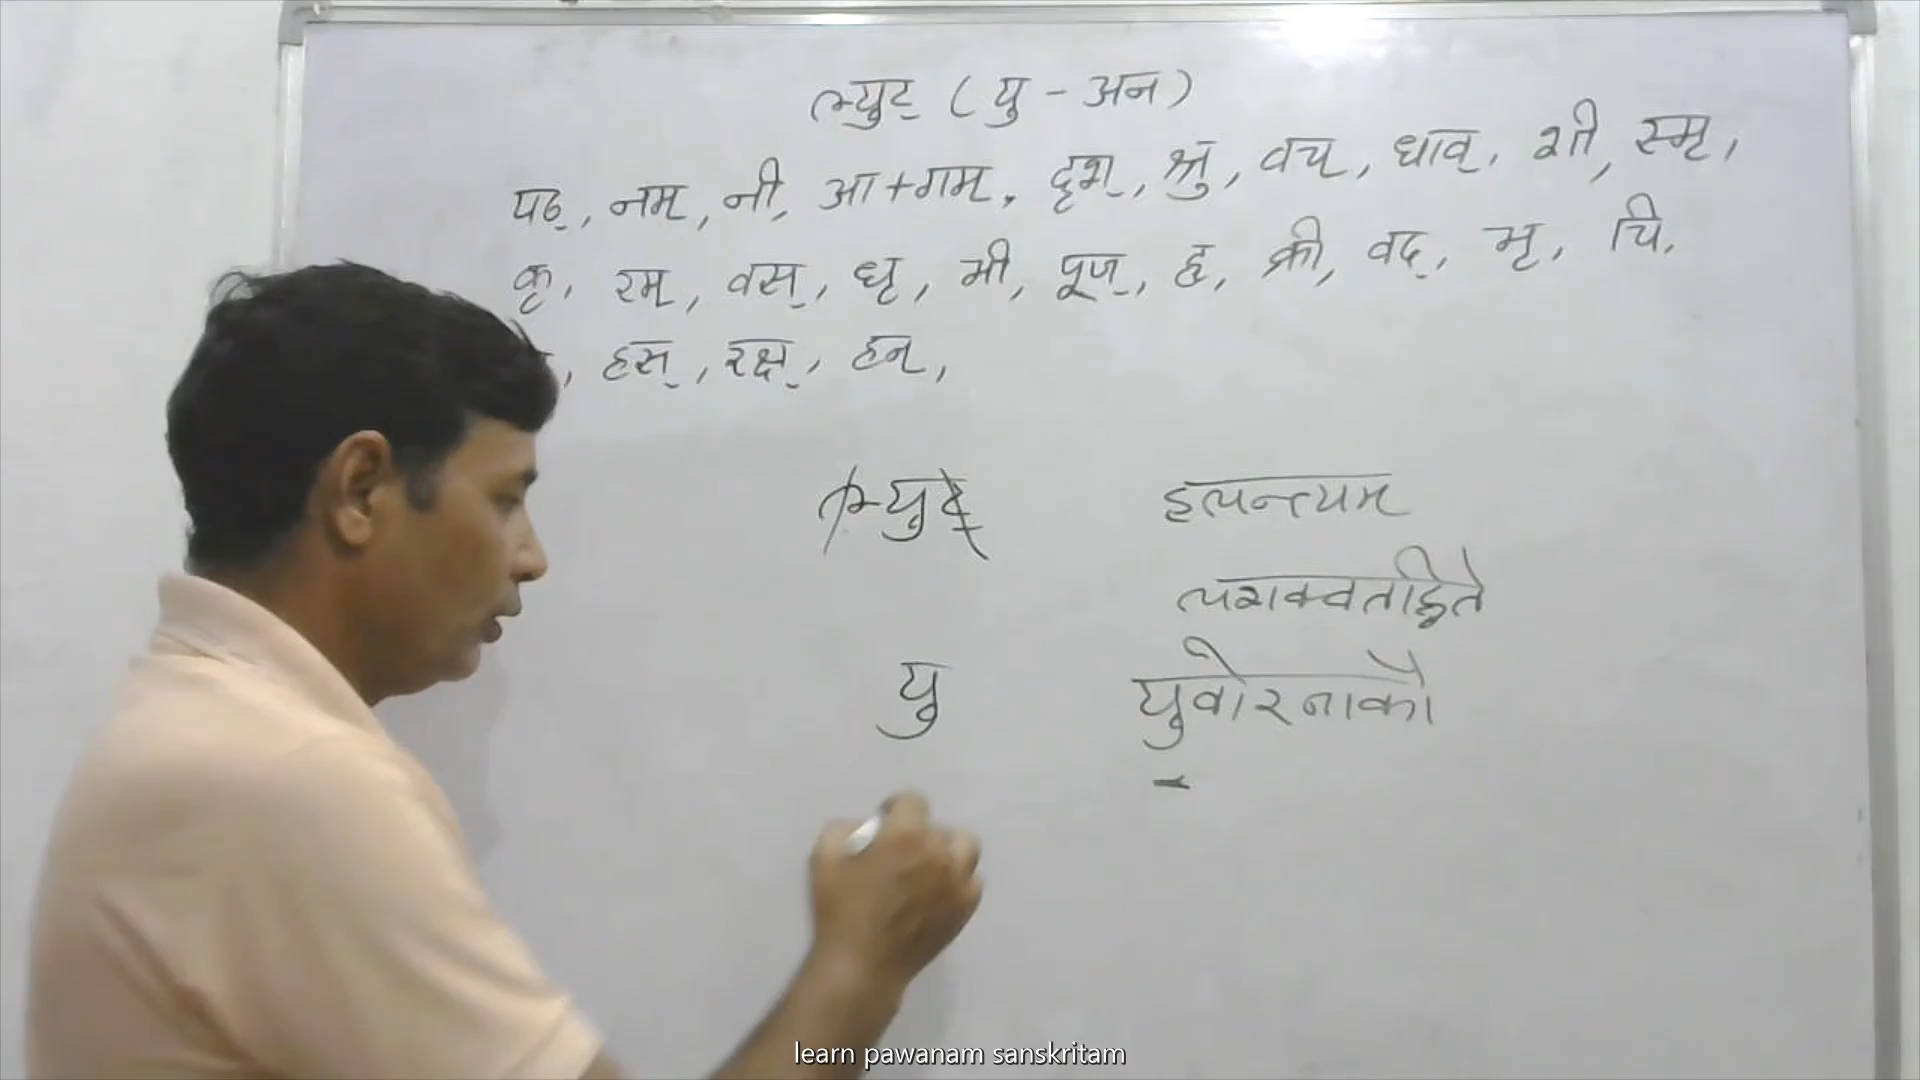 ल्युट् (यु - अन)
पठ्, नम्, नी, आ+गम्, दृश्, श्रु, वच्, धाव्, शी, स्मृ,
कृ, रम्, वस्, धृ, भी, पूज्, हृ, क्री, वद्, भृ, चि,
, हस्, रक्ष्, हन्,
ल्युट् हलन्त्यम्
लशक्वतद्धिते
यु युवोरनाकौ
learn pawanam sanskritam